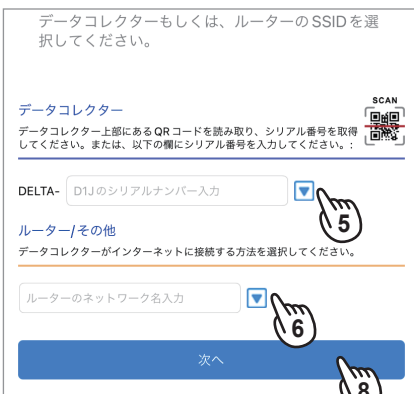 データコレクターもしくは、ルーターのSSIDを選
択してください。
SCAN
データコレクター
データコレクター上部にあるQRコードを読み取り、シリアル番号を取得
してください。または、以下の欄にシリアル番号を入力してください。:
DELTA- D1Jのシリアルナンバー入力
5
ルーター/その他
データコレクターがインターネットに接続する方法を選択してください。
ルーターのネットワーク名入力
6
次へ
8